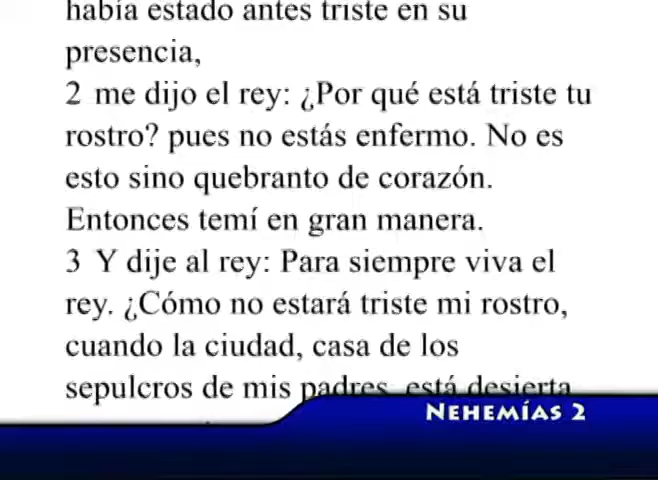 había estado antes triste en su
presencia,
2 me dijo el rey: ¿Por qué está triste tu
rostro? pues no estás enfermo. No es
esto sino quebranto de corazón.
Entonces temí en gran manera.
3 Y dije al rey: Para siempre viva el
rey. ¿Cómo no estará triste mi rostro,
cuando la ciudad, casa de los
sepulcros de mis padres, está desierta,
NEHEMÍAS 2